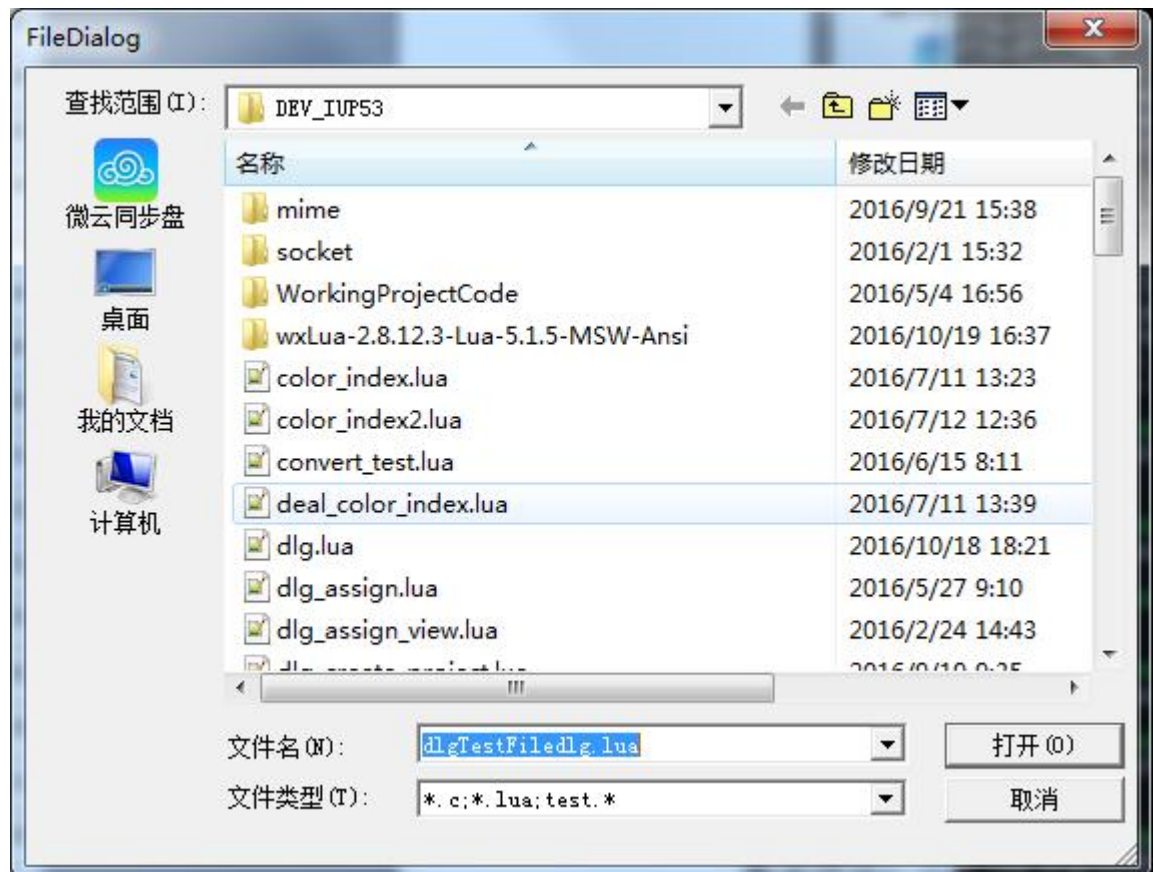 FileDialog
查找范围(I):
DEV_IUP53
名称
修改日期
微云同步盘
桌面
我的文档
计算机
mime 2016/9/21 15:38
socket 2016/2/1 15:32
WorkingProjectCode 2016/5/4 16:56
wxLua-2.8.12.3-Lua-5.1.5-MSW-Ansi 2016/10/19 16:37
color_index.lua 2016/7/11 13:23
color_index2.lua 2016/7/12 12:36
convert_test.lua 2016/6/15 8:11
deal_color_index.lua 2016/7/11 13:39
dlg.lua 2016/10/18 18:21
dlg_assign.lua 2016/5/27 9:10
dlg_assign_view.lua 2016/2/24 14:43
文件名(N): dlgTestFiledlg.lua 打开(O)
文件类型(T): *.c;*.lua;test.* 取消